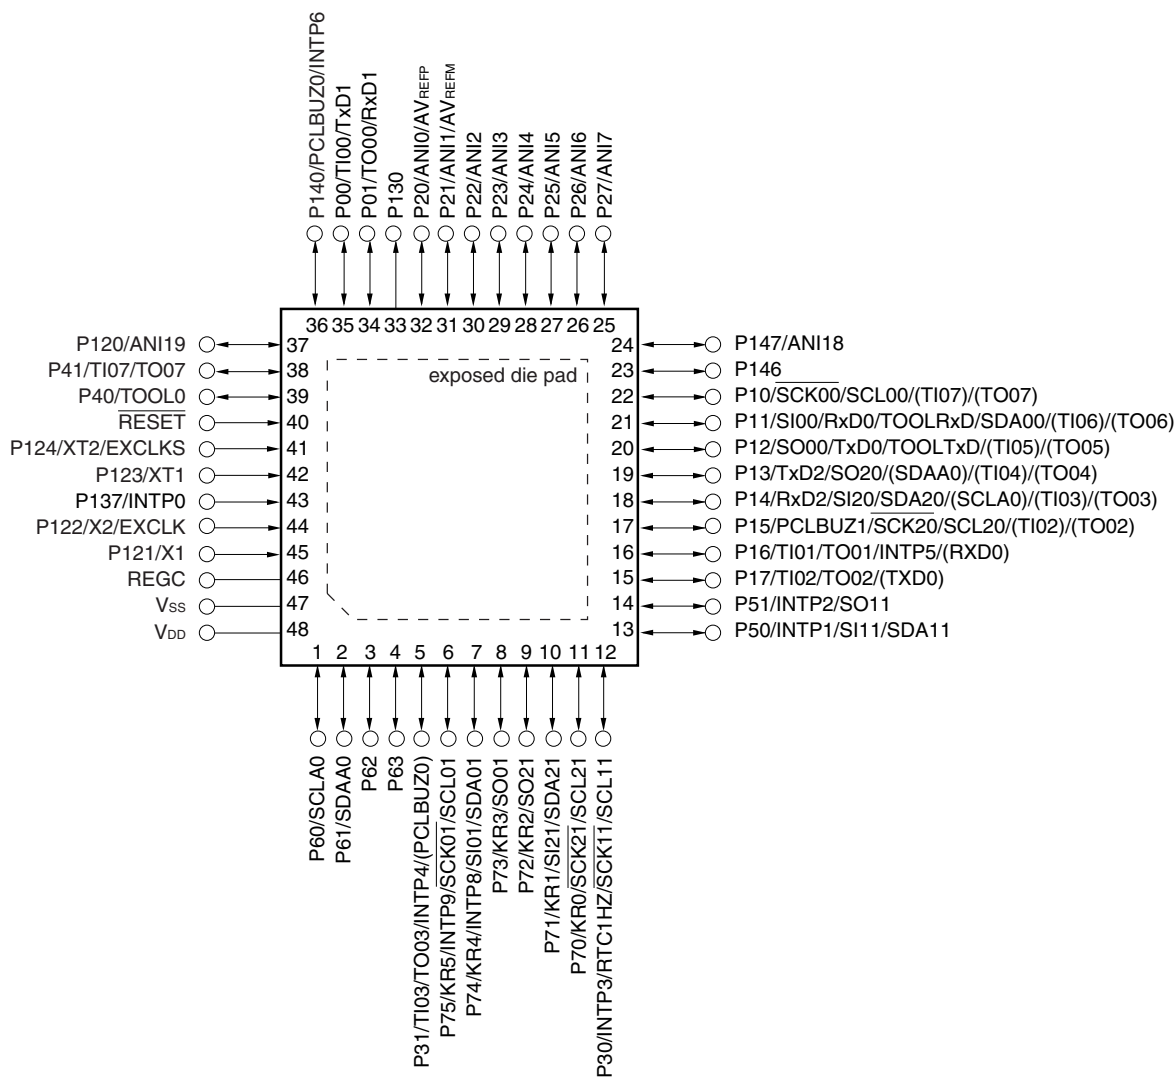 P140/PCLBUZ0/INTP6
P00/TI00/TxD1
P01/TO00/RxD1
P130
P20/ANI0/AVREFP
P21/ANI1/AVREFM
P22/ANI2
P23/ANI3
P24/ANI4
P25/ANI5
P26/ANI6
P27/ANI7
36 35 34 33 32 31 30 29 28 27 26 25
P120/ANI19 37
P41/TI07/TO07 38
P40/TOOL0 39
RESET 40
P124/XT2/EXCLKS 41
P123/XT1 42
P137/INTP0 43
P122/X2/EXCLK 44
P121/X1 45
REGC 46
VSS 47
VDD 48
exposed die pad
24 P147/ANI18
23 P146
22 P10/SCK00/SCL00/(TI07)/(TO07)
21 P11/SI00/RxD0/TOOLRxD/SDA00/(TI06)/(TO06)
20 P12/SO00/TxD0/TOOLTxD/(TI05)/(TO05)
19 P13/TxD2/SO20/(SDAA0)/(TI04)/(TO04)
18 P14/RxD2/SI20/SDA20/(SCLA0)/(TI03)/(TO03)
17 P15/PCLBUZ1/SCK20/SCL20/(TI02)/(TO02)
16 P16/TI01/TO01/INTP5/(RXD0)
15 P17/TI02/TO02/(TXD0)
14 P51/INTP2/SO11
13 P50/INTP1/SI11/SDA11
1 2 3 4 5 6 7 8 9 10 11 12
P60/SCLA0
P61/SDAA0
P62
P63
P31/TI03/TO03/INTP4/(PCLBUZ0)
P75/KR5/INTP9/SCK01/SCL01
P74/KR4/INTP8/SI01/SDA01
P73/KR3/SO01
P72/KR2/SO21
P71/KR1/SI21/SDA21
P70/KR0/SCK21/SCL21
P30/INTP3/RTC1HZ/SCK11/SCL11